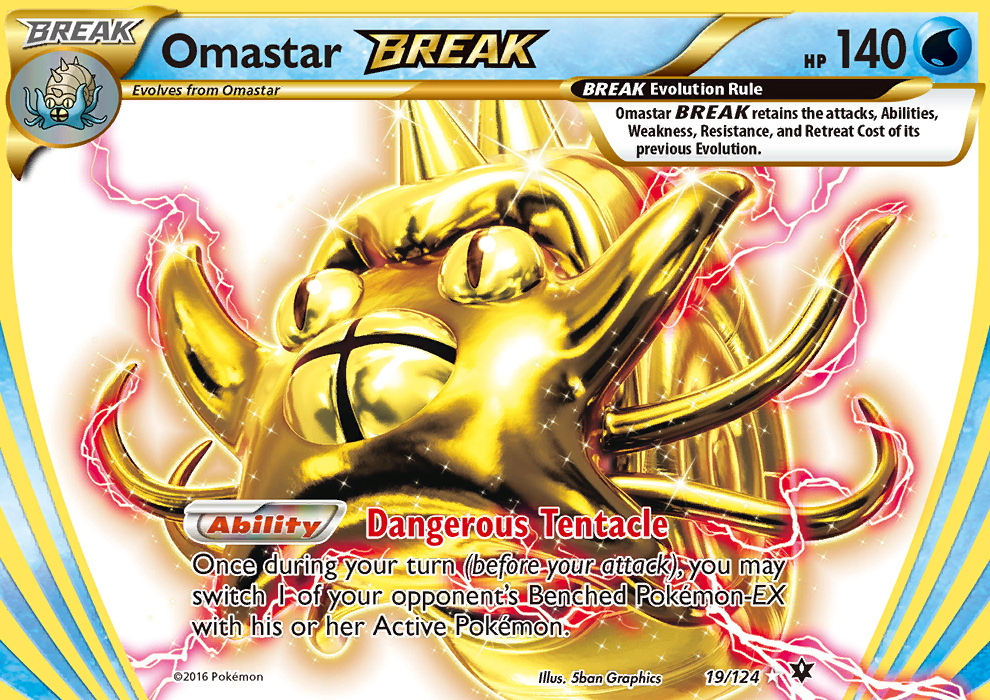 BREAK
Omastar BREAK
HP 140
Evolves from Omastar
BREAK Evolution Rule
Omastar BREAK retains the attacks, Abilities,
Weakness, Resistance, and Retreat Cost of its
previous Evolution.
Ability Dangerous Tentacle
Once during your turn (before your attack), you may
switch 1 of your opponent's Benched Pokémon-EX
with his or her Active Pokémon.
©2016 Pokémon
Illus. 5ban Graphics
19/124